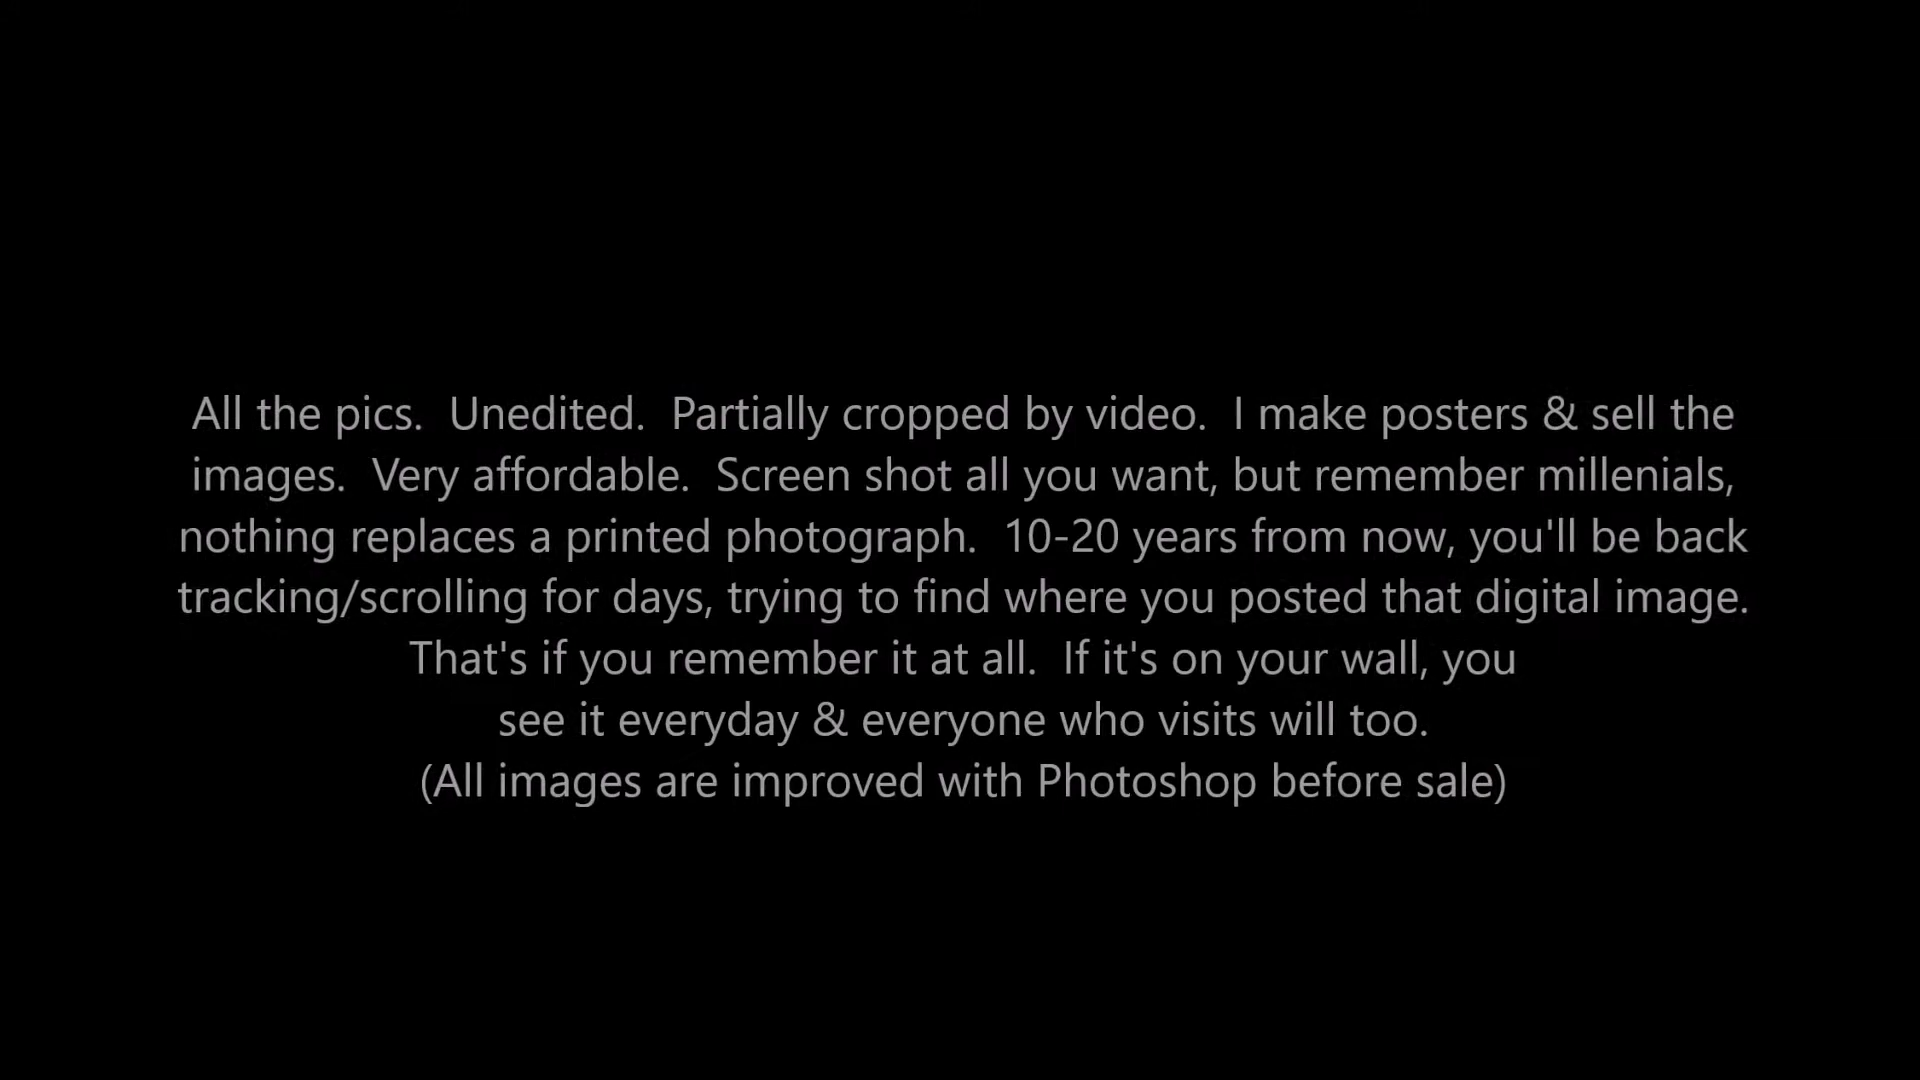 All the pics.  Unedited.  Partially cropped by video.  I make posters & sell the
images.  Very affordable.  Screen shot all you want, but remember millenials,
nothing replaces a printed photograph.  10-20 years from now, you'll be back
tracking/scrolling for days, trying to find where you posted that digital image.
That's if you remember it at all.  If it's on your wall, you
see it everyday & everyone who visits will too.
(All images are improved with Photoshop before sale)